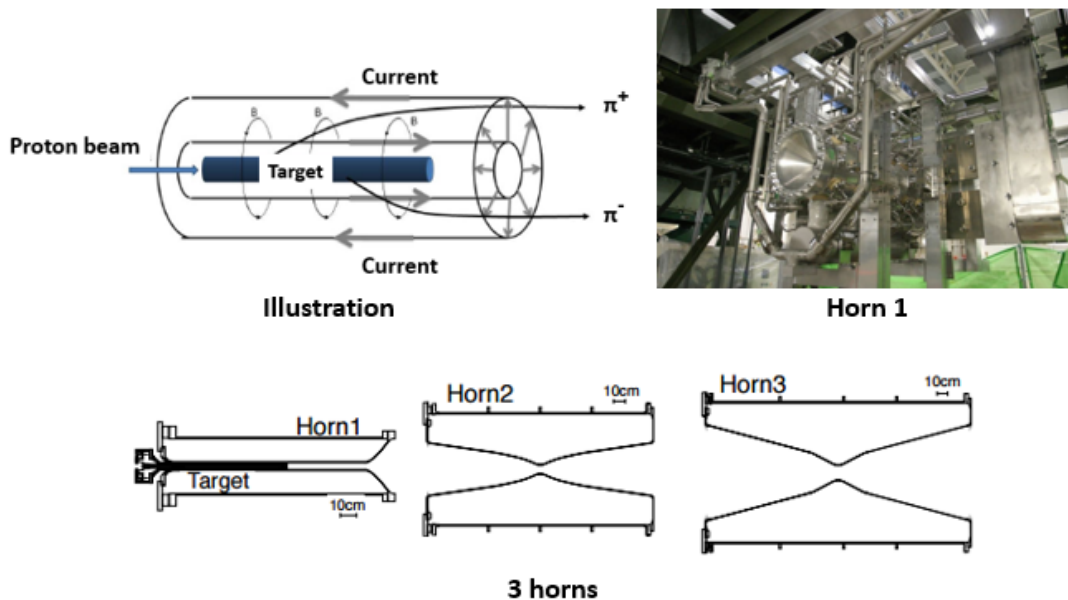 Current
π+
B
B
B
Proton beam
Target
π-
Current
Illustration
Horn 1
Horn1
Target
10cm
Horn2
10cm
Horn3
10cm
3 horns